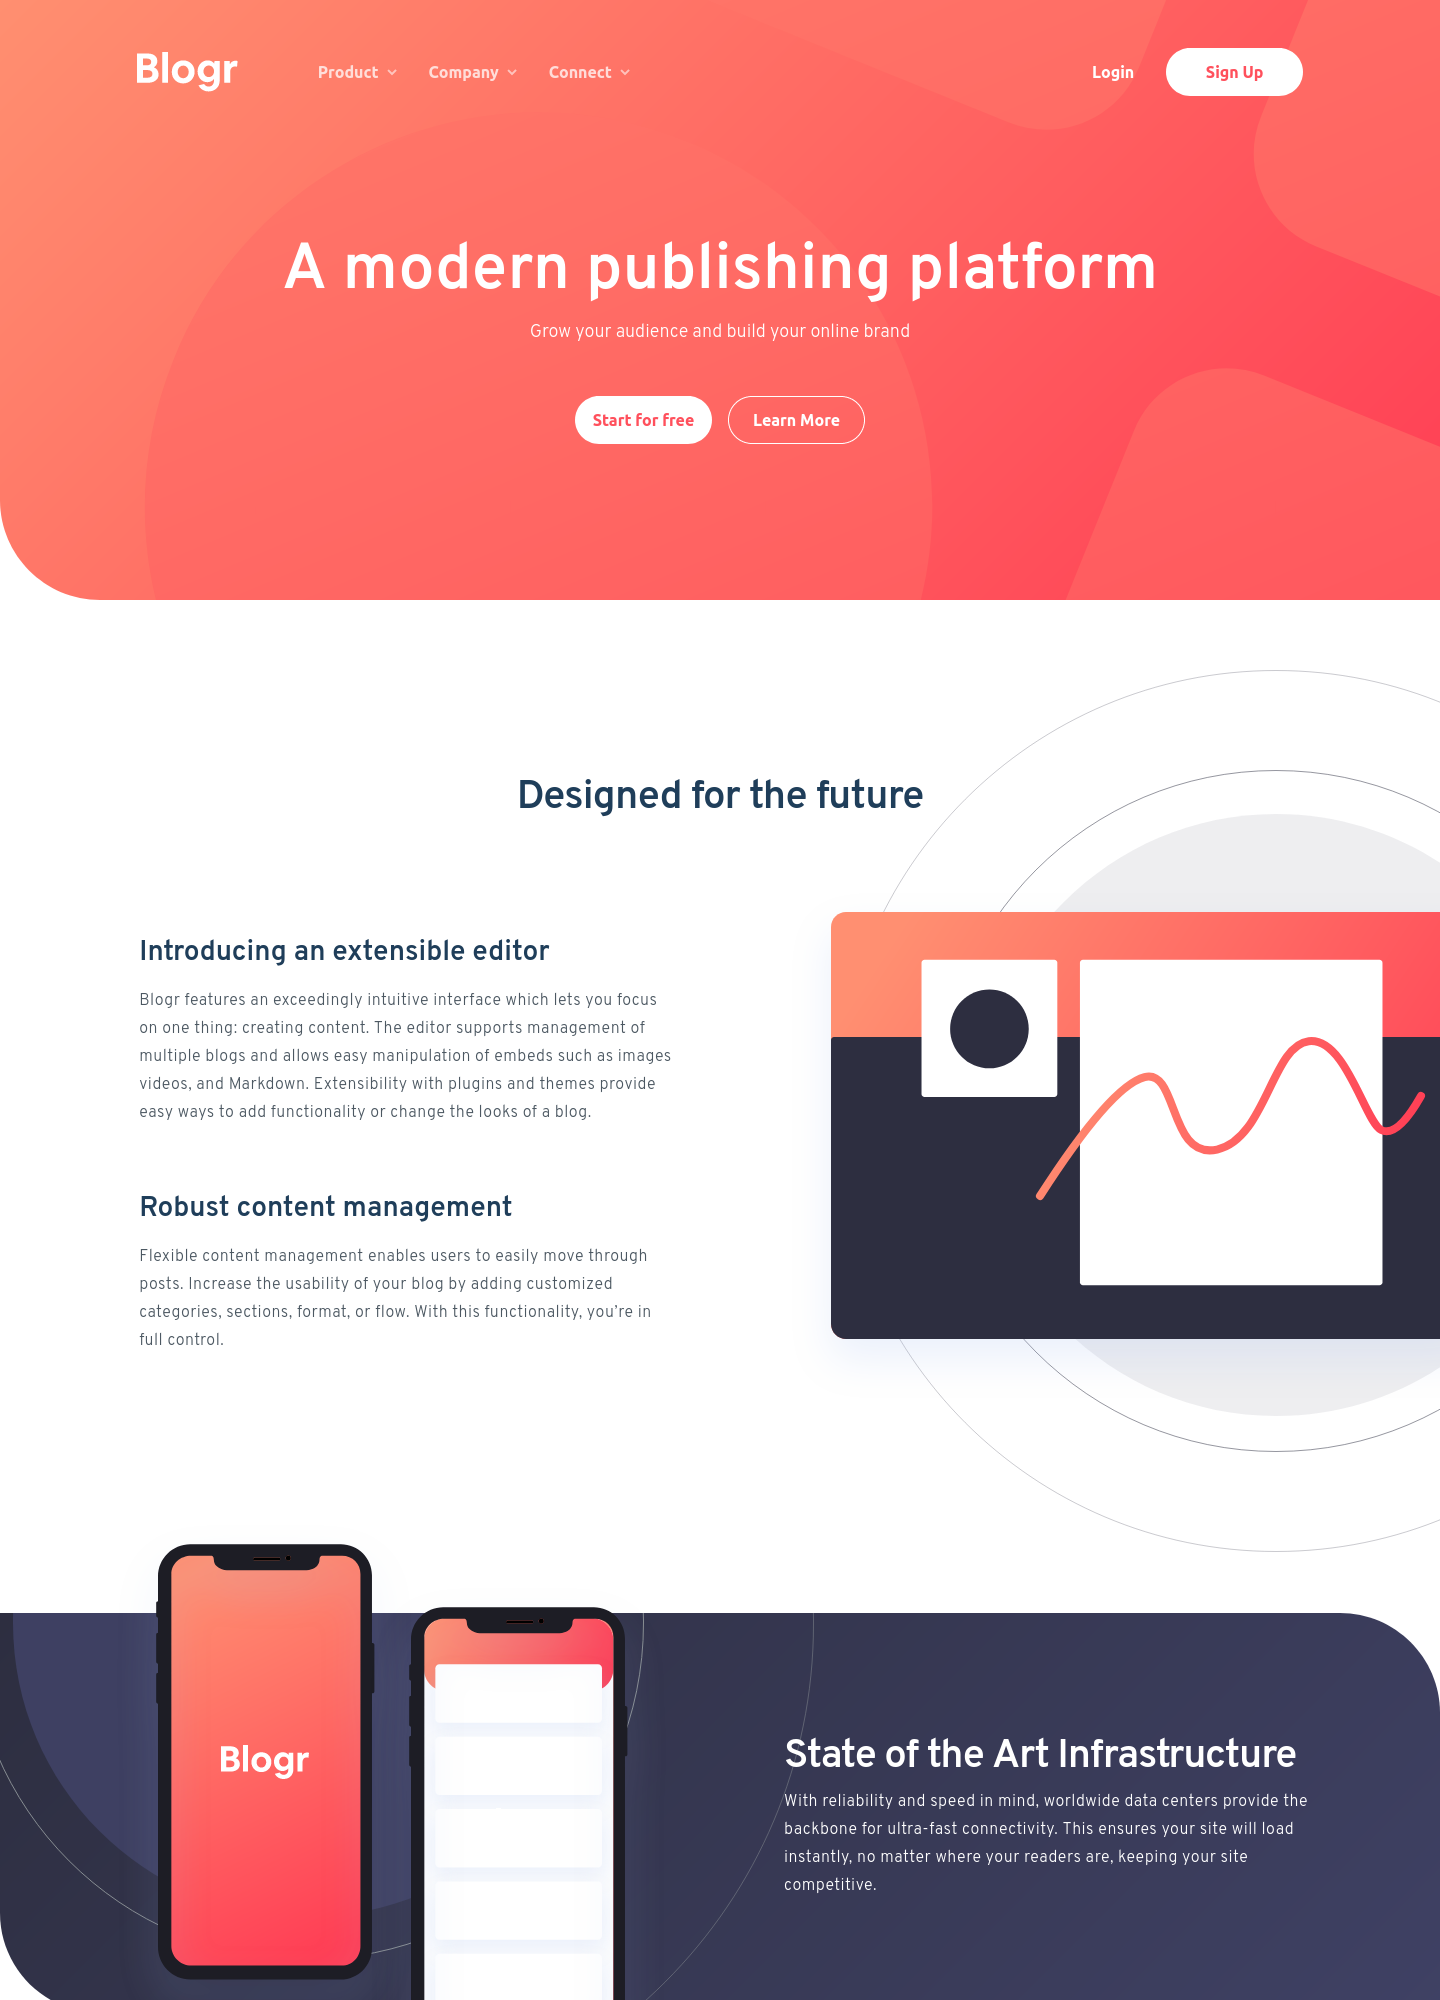 Blogr
Product
Company
Connect
Login
Sign Up
A modern publishing platform
Grow your audience and build your online brand
Start for free
Learn More
Designed for the future
Introducing an extensible editor
Blogr features an exceedingly intuitive interface which lets you focus
on one thing: creating content. The editor supports management of
multiple blogs and allows easy manipulation of embeds such as images
videos, and Markdown. Extensibility with plugins and themes provide
easy ways to add functionality or change the looks of a blog.
Robust content management
Flexible content management enables users to easily move through
posts. Increase the usability of your blog by adding customized
categories, sections, format, or flow. With this functionality, you’re in
full control.
Blogr
State of the Art Infrastructure
With reliability and speed in mind, worldwide data centers provide the
backbone for ultra-fast connectivity. This ensures your site will load
instantly, no matter where your readers are, keeping your site
competitive.